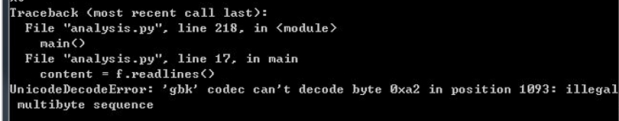 Traceback (most recent call last):
File "analysis.py", line 218, in <module>
main()
File "analysis.py", line 17, in main
content = f.readlines()
UnicodeDecodeError: 'gbk' codec can't decode byte 0xa2 in position 1093: illegal
multibyte sequence